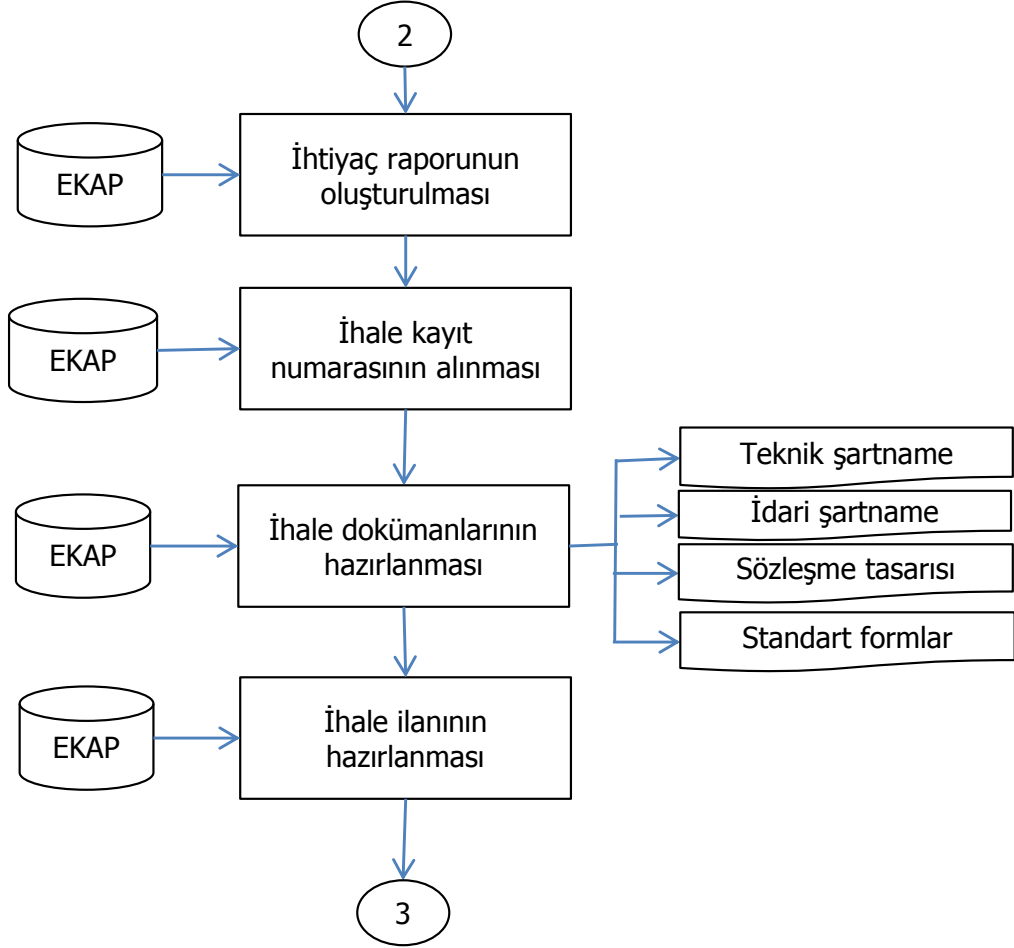 2
EKAP
İhtiyaç raporunun
oluşturulması
EKAP
İhale kayıt
numarasının alınması
EKAP
İhale dokümanlarının
hazırlanması
Teknik şartname
İdari şartname
Sözleşme tasarısı
Standart formlar
EKAP
İhale ilanının
hazırlanması
3